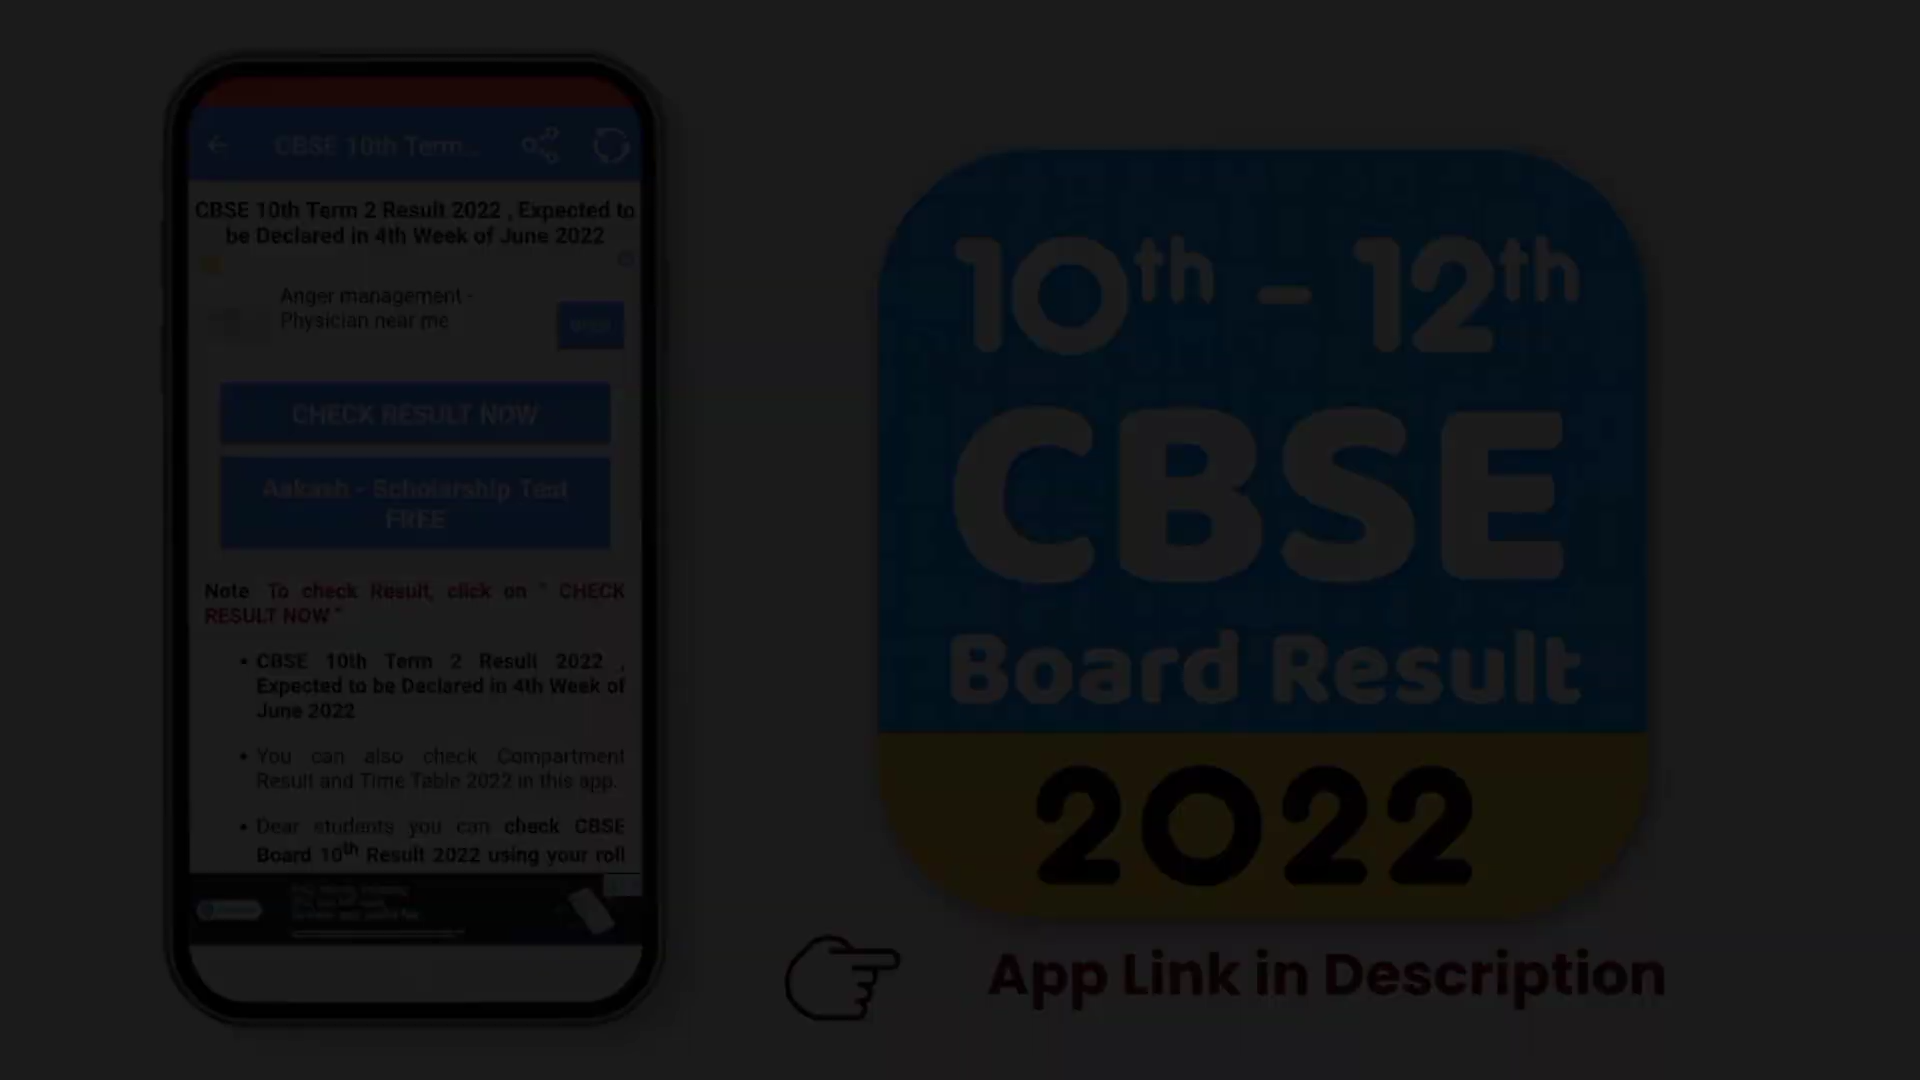 CBSE 10th Term...
CBSE 10th Term 2 Result 2022 , Expected to
be Declared in 4th Week of June 2022
Anger management -
Physician near me
CHECK RESULT NOW
Aakash - Scholarship Test
FREE
Note To check Result, click on " CHECK
RESULT NOW "
• CBSE 10th Term 2 Result 2022 ,
Expected to be Declared in 4th Week of
June 2022
• You can also check Compartment
Result and Time Table 2022 in this app.
• Dear students you can check CBSE
Board 10th Result 2022 using your roll
10th - 12th
CBSE
Board Result
2022
App Link in Description